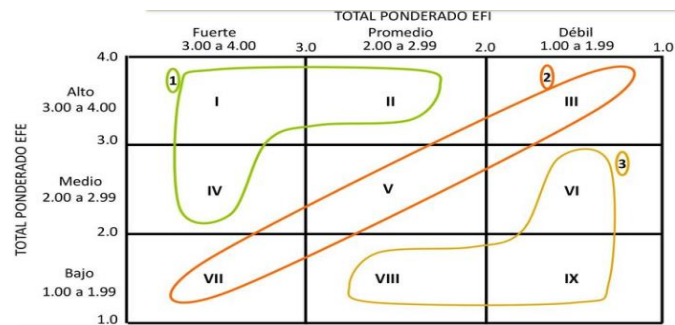 TOTAL PONDERADO EFI
Fuerte
3.00 a 4.00
Promedio
2.00 a 2.99
Débil
1.00 a 1.99
4.0
3.0
2.0
1.0
TOTAL PONDERADO EFE
Alto
3.00 a 4.00
1
I
II
2
III
3.0
Medio
2.00 a 2.99
IV
V
3
VI
2.0
Bajo
1.00 a 1.99
VII
VIII
IX
1.0